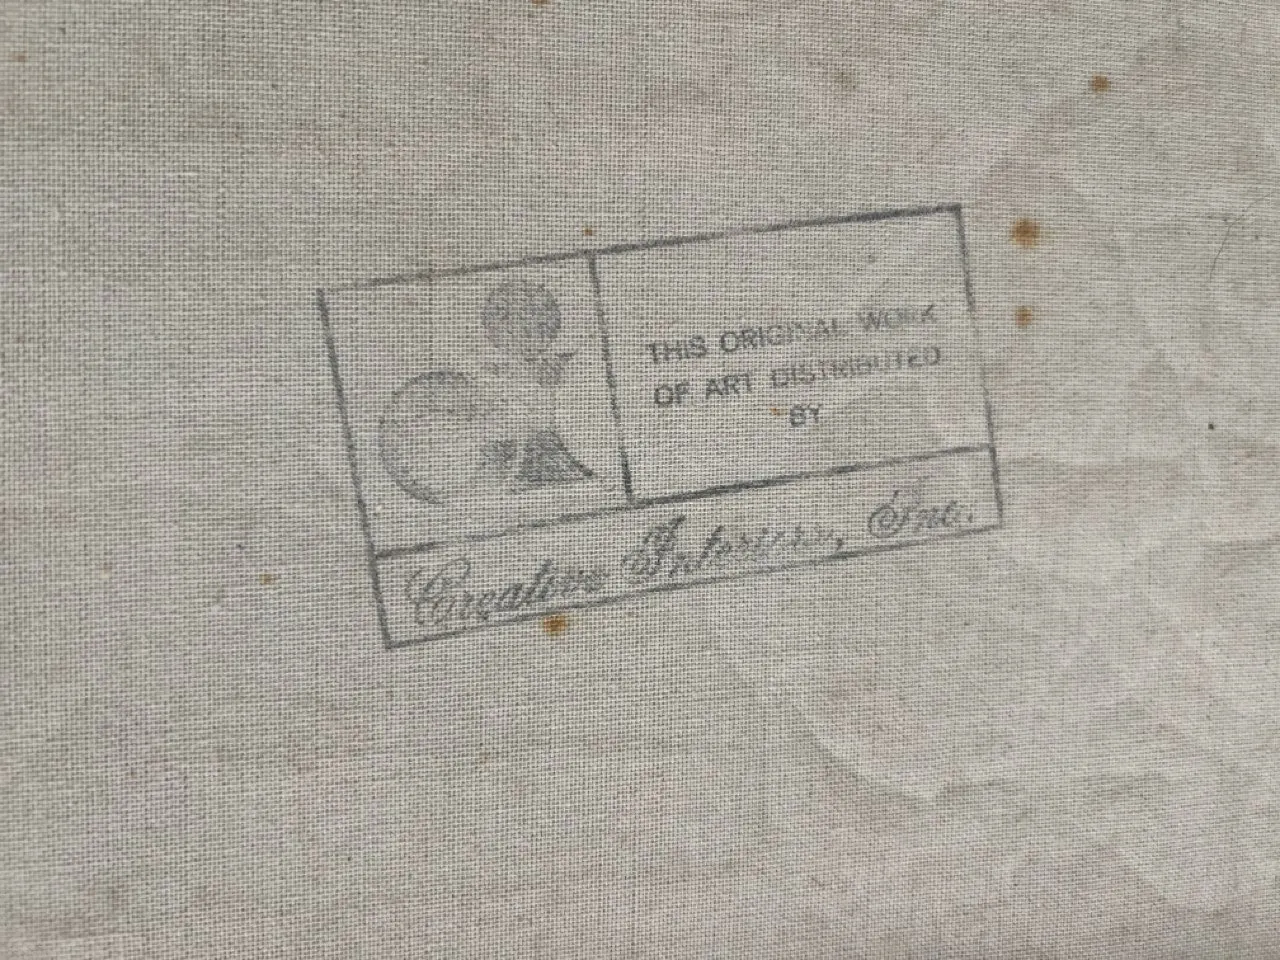 THIS ORIGINAL WORK
OF ART DISTRIBUTED
BY
Creative Interiors, Inc.